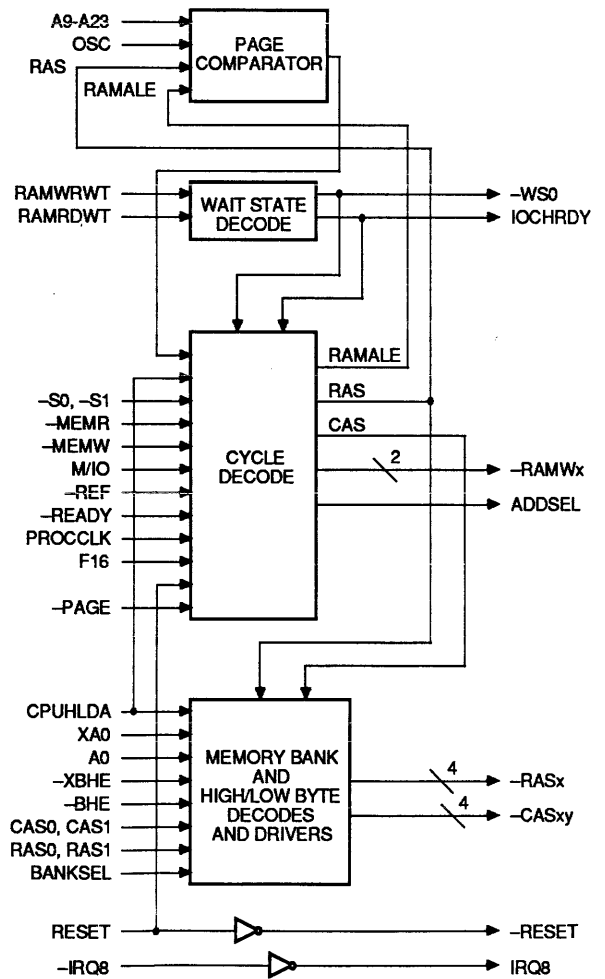 A9-A23
OSC
RAS
RAMALE
PAGE
COMPARATOR
RAMWRWT
RAMRDWT
WAIT STATE
DECODE
–WS0
IOCHRDY
RAMALE
RAS
CAS
–S0, –S1
–MEMR
–MEMW
M/IO
–REF
–READY
PROCCLK
F16
–PAGE
CYCLE
DECODE
2
–RAMWx
ADDSEL
CPUHLDA
XA0
A0
–XBHE
–BHE
CAS0, CAS1
RAS0, RAS1
BANKSEL
MEMORY BANK
AND
HIGH/LOW BYTE
DECODES
AND DRIVERS
4
–RASx
4
–CASxy
RESET
–RESET
–IRQ8
IRQ8